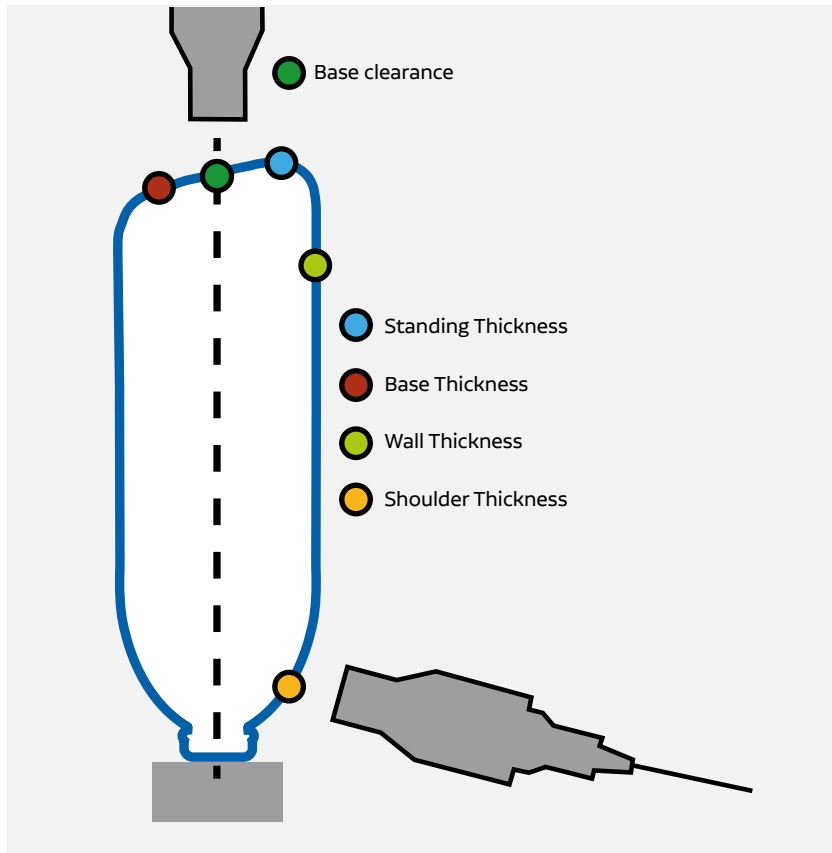 Base clearance
Standing Thickness
Base Thickness
Wall Thickness
Shoulder Thickness